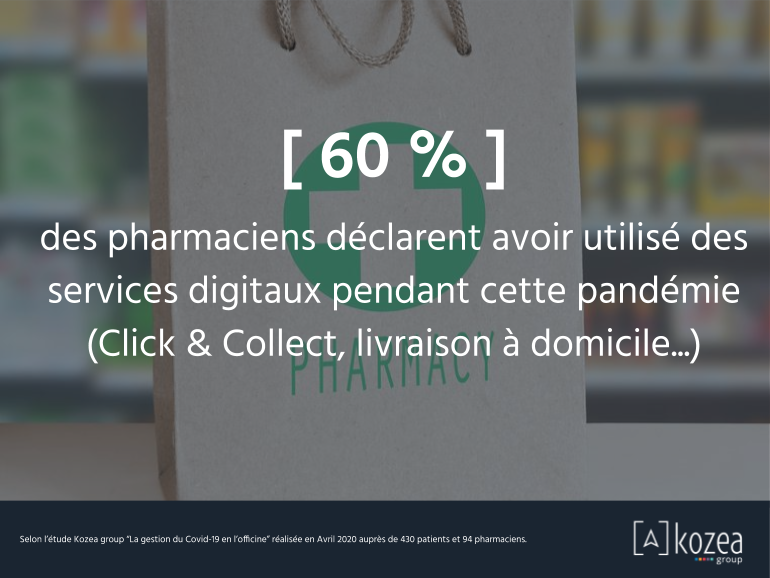 [ 60 % ]
des pharmaciens déclarent avoir utilisé des
services digitaux pendant cette pandémie
(Click & Collect, livraison à domicile...)
PHARMACY
Selon l'étude Kozea group "La gestion du Covid-19 en l'officine" réalisée en Avril 2020 auprès de 430 patients et 94 pharmaciens.
[A] kozea
group